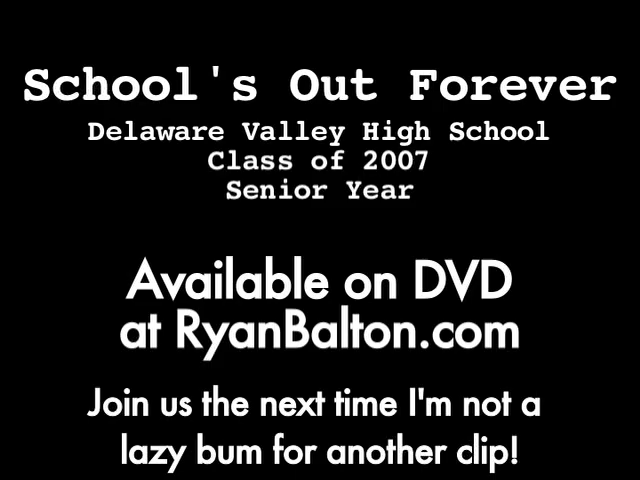 School's Out Forever
Delaware Valley High School
Class of 2007
Senior Year
Available on DVD
at RyanBalton.com
Join us the next time I'm not a
lazy bum for another clip!